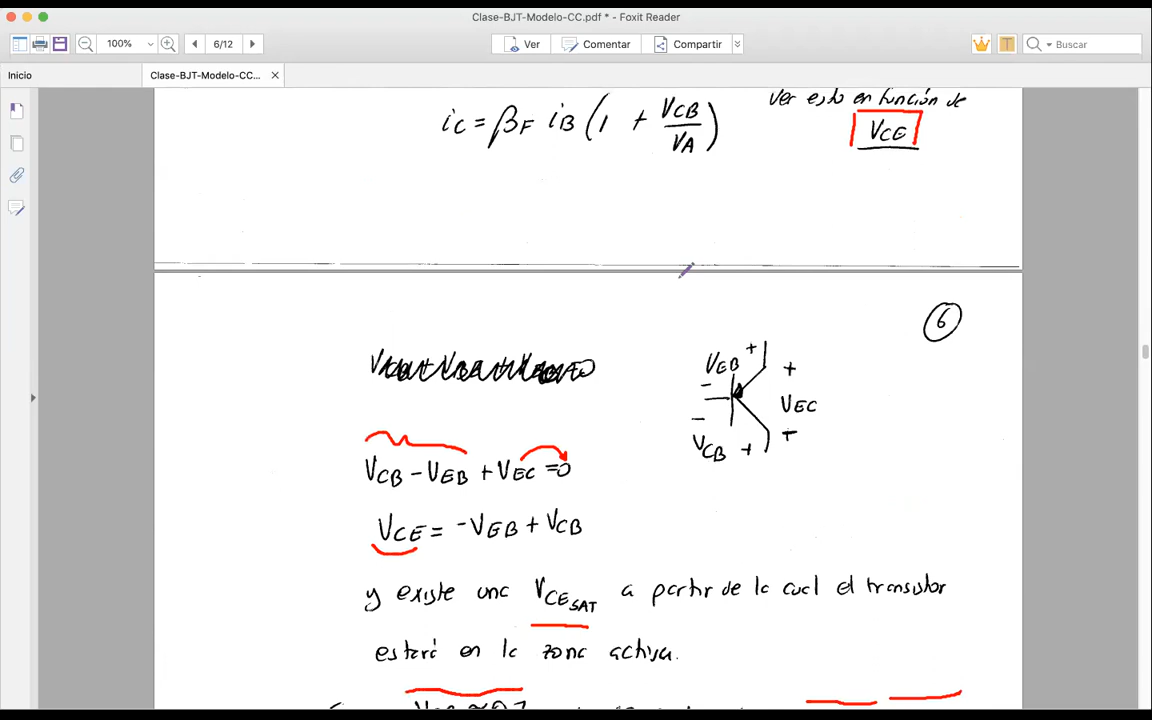 Clase-BJT-Modelo-CC.pdf * - Foxit Reader
100% 6/12 Ver Comentar Compartir T Buscar
Inicio Clase-BJT-Modelo-CC...
Ver esto en función de
iC = βF iB (1 + VCB/VA)
VCE
6
VEB + +
- VEC
- VCB +
VCB - VEB + VEC = 0
VCE = -VEB + VCB
y existe una VCESAT a partir de la cual el transistor
estará en la zona activa.